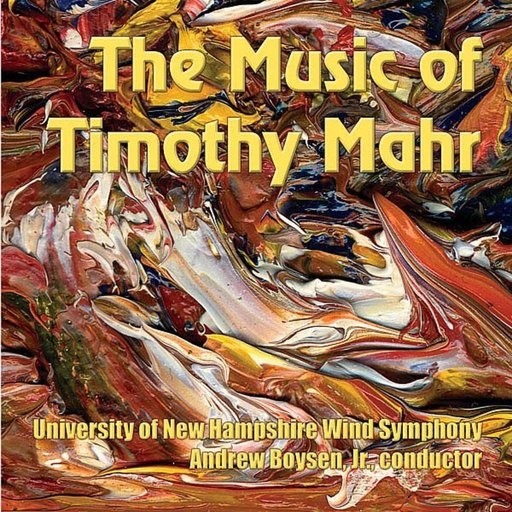 The Music of
Timothy Mahr
University of New Hampshire Wind Symphony
Andrew Boysen, Jr., conductor